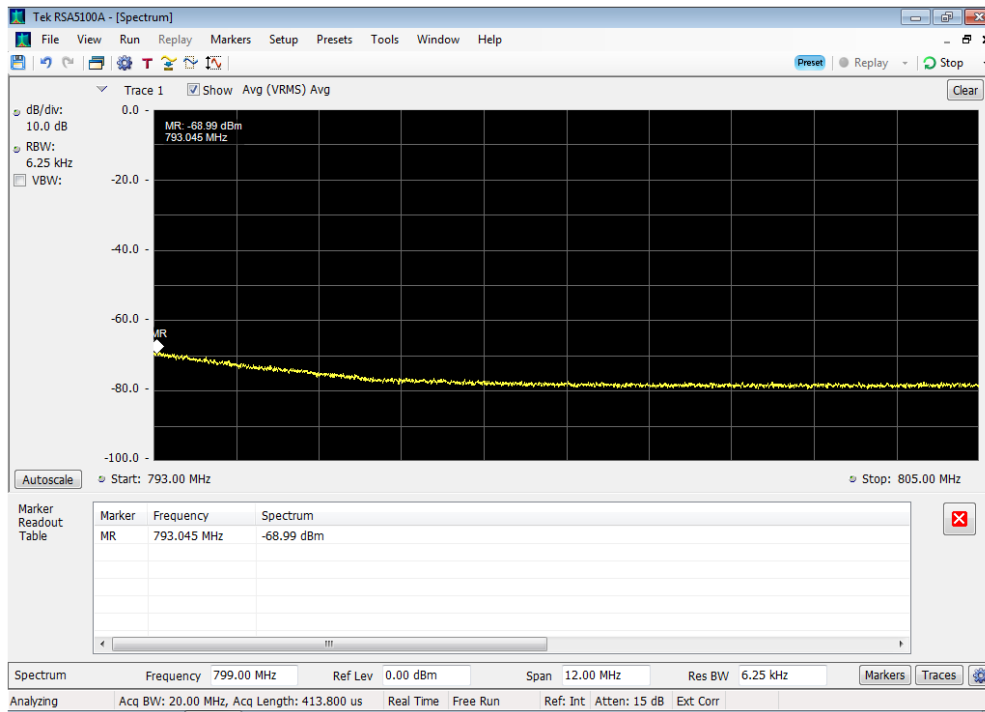 Tek RSA5100A - [Spectrum]
File View Run Replay Markers Setup Presets Tools Window Help
T Preset Replay Stop
Trace 1 Show Avg (VRMS) Avg Clear
dB/div:
10.0 dB
RBW:
6.25 kHz
VBW:
0.0 -
-20.0 -
-40.0 -
-60.0 -
-80.0 -
-100.0 -
MR: -68.99 dBm
793.045 MHz
MR
Autoscale Start: 793.00 MHz Stop: 805.00 MHz
Marker
Readout
Table
Marker Frequency Spectrum
MR 793.045 MHz -68.99 dBm
Spectrum Frequency 799.00 MHz Ref Lev 0.00 dBm Span 12.00 MHz Res BW 6.25 kHz Markers Traces
Analyzing Acq BW: 20.00 MHz, Acq Length: 413.800 us Real Time Free Run Ref: Int Atten: 15 dB Ext Corr